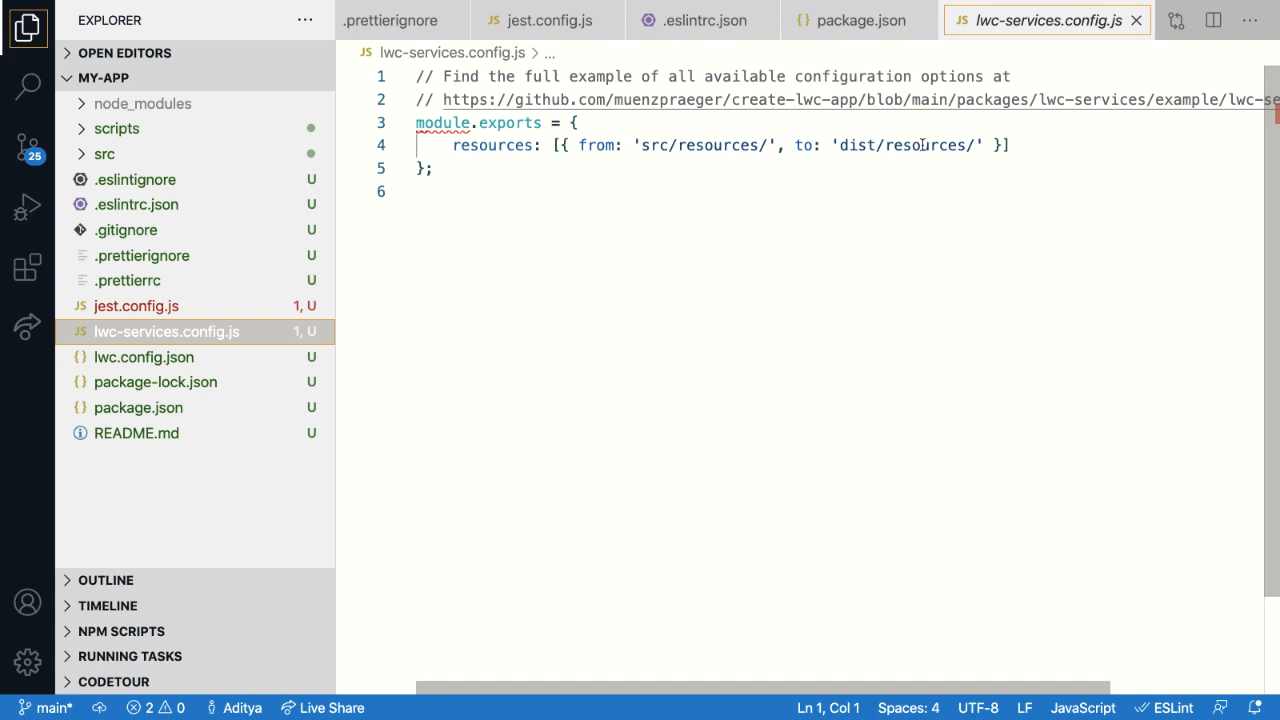 EXPLORER
OPEN EDITORS
MY-APP
node_modules
scripts
src
.eslintignore U
.eslintrc.json U
.gitignore U
.prettierignore U
.prettierrc U
JS jest.config.js 1, U
JS lwc-services.config.js 1, U
{} lwc.config.json U
{} package-lock.json U
{} package.json U
README.md U
25
OUTLINE
TIMELINE
NPM SCRIPTS
RUNNING TASKS
CODETOUR
.prettierignore
JS jest.config.js
.eslintrc.json
{} package.json
JS lwc-services.config.js
JS lwc-services.config.js > ...
1 // Find the full example of all available configuration options at
2 // https://github.com/muenzpraeger/create-lwc-app/blob/main/packages/lwc-services/example/lwc-se
3 module.exports = {
4 resources: [{ from: 'src/resources/', to: 'dist/resources/' }]
5 };
6
main* 2 0 Aditya Live Share Ln 1, Col 1 Spaces: 4 UTF-8 LF JavaScript ESLint